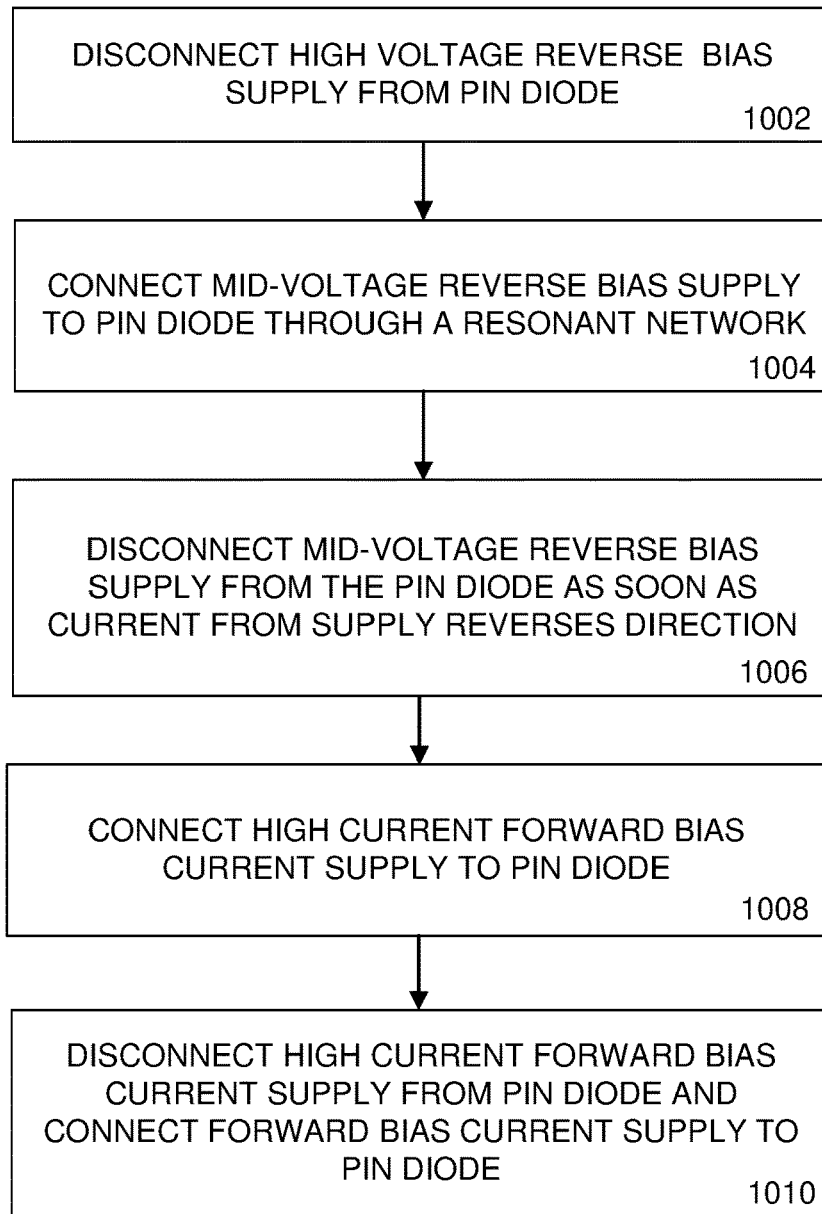 DISCONNECT HIGH VOLTAGE REVERSE BIAS
SUPPLY FROM PIN DIODE
1002
CONNECT MID-VOLTAGE REVERSE BIAS SUPPLY
TO PIN DIODE THROUGH A RESONANT NETWORK
1004
DISCONNECT MID-VOLTAGE REVERSE BIAS
SUPPLY FROM THE PIN DIODE AS SOON AS
CURRENT FROM SUPPLY REVERSES DIRECTION
1006
CONNECT HIGH CURRENT FORWARD BIAS
CURRENT SUPPLY TO PIN DIODE
1008
DISCONNECT HIGH CURRENT FORWARD BIAS
CURRENT SUPPLY FROM PIN DIODE AND
CONNECT FORWARD BIAS CURRENT SUPPLY TO
PIN DIODE
1010